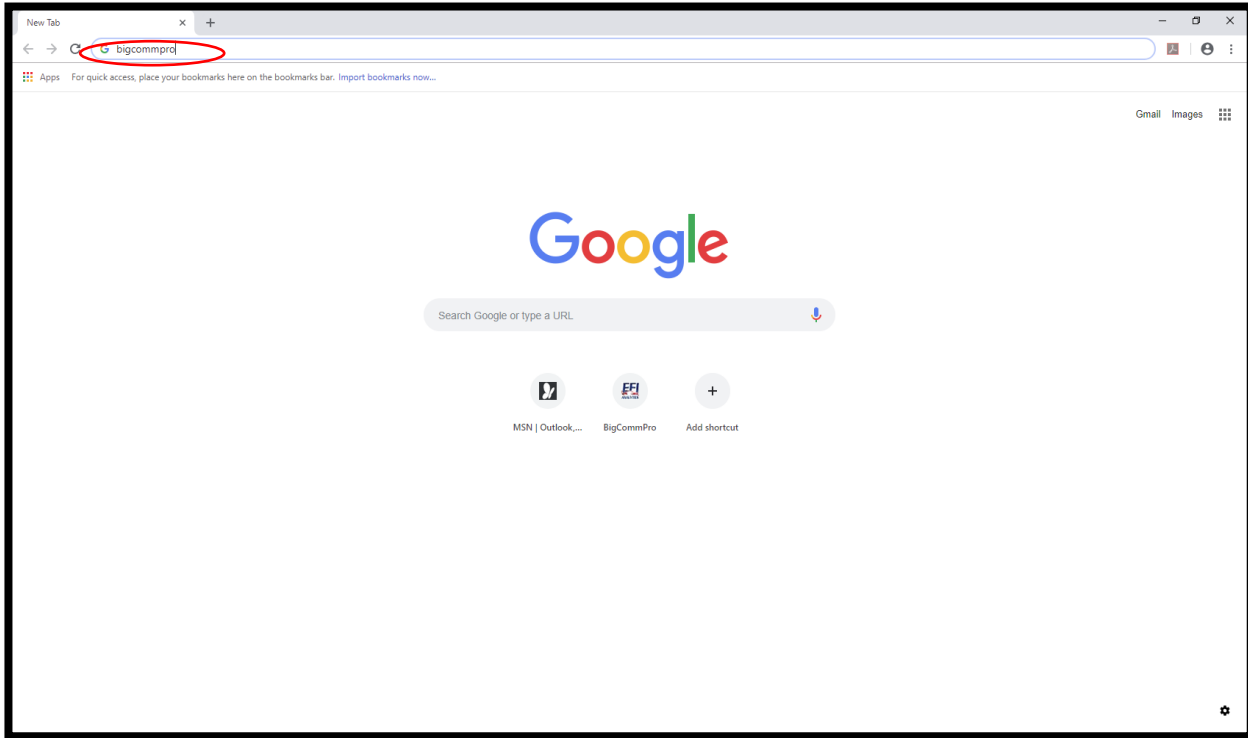 New Tab
bigcommpro
Apps For quick access, place your bookmarks here on the bookmarks bar. Import bookmarks now...
Gmail Images
Google
Search Google or type a URL
EFI
MSN | Outlook,... BigCommPro Add shortcut